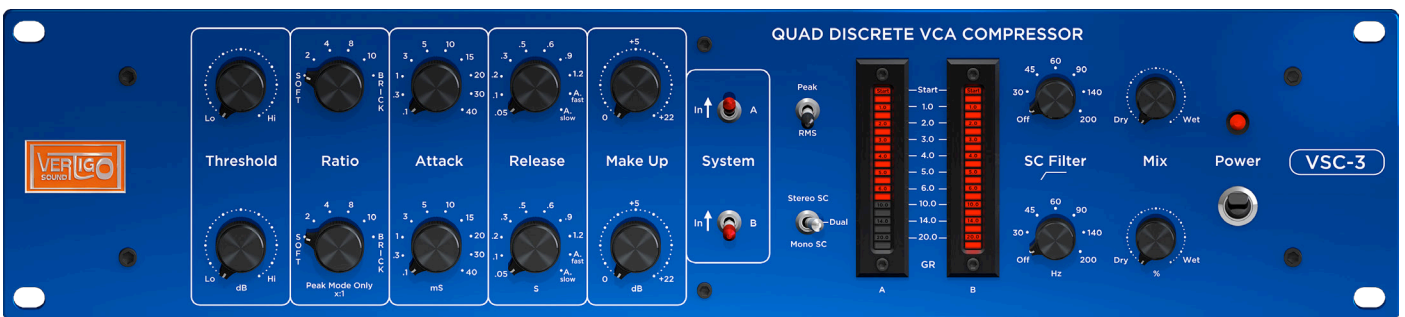 QUAD DISCRETE VCA COMPRESSOR
VERTIGO
SOUND
Threshold
Lo Hi
Lo Hi
dB
Ratio
SOFT 2 4 8 10 BRICK
SOFT 2 4 8 10 BRICK
Peak Mode Only
x:1
Attack
.1 .3 1 3 5 10 15 20 30 40
.1 .3 1 3 5 10 15 20 30 40
mS
Release
.05 .1 .2 .3 .5 .6 .9 1.2 A. fast A. slow
.05 .1 .2 .3 .5 .6 .9 1.2 A. fast A. slow
S
Make Up
0 +5 +22
0 +5 +22
dB
System
In A
In B
Peak
RMS
Stereo SC
Dual
Mono SC
Start
1.0
2.0
3.0
4.0
5.0
6.0
10.0
14.0
20.0
GR
A B
SC Filter
Off 30 45 60 90 140 200
Off 30 45 60 90 140 200
Hz
Mix
Dry Wet
Dry Wet
%
Power
VSC-3